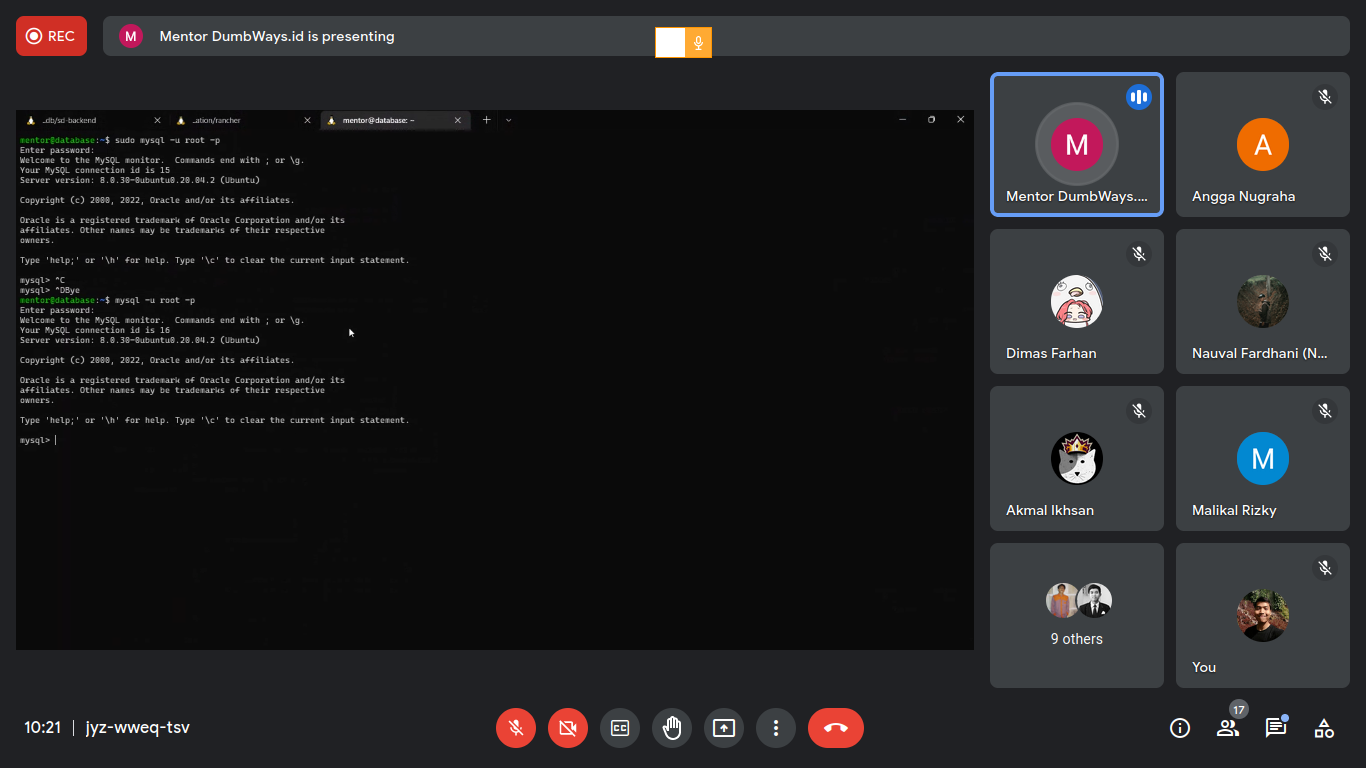 REC
M
Mentor DumbWays.id is presenting
..db/sd-backend
..ation/rancher
mentor@database: ~
mentor@database:~$ sudo mysql -u root -p
Enter password:
Welcome to the MySQL monitor.  Commands end with ; or \g.
Your MySQL connection id is 15
Server version: 8.0.30-0ubuntu0.20.04.2 (Ubuntu)
Copyright (c) 2000, 2022, Oracle and/or its affiliates.
Oracle is a registered trademark of Oracle Corporation and/or its
affiliates. Other names may be trademarks of their respective
owners.
Type 'help;' or '\h' for help. Type '\c' to clear the current input statement.
mysql> ^C
mysql> ^DBye
mentor@database:~$ mysql -u root -p
Enter password:
Welcome to the MySQL monitor.  Commands end with ; or \g.
Your MySQL connection id is 16
Server version: 8.0.30-0ubuntu0.20.04.2 (Ubuntu)
Copyright (c) 2000, 2022, Oracle and/or its affiliates.
Oracle is a registered trademark of Oracle Corporation and/or its
affiliates. Other names may be trademarks of their respective
owners.
Type 'help;' or '\h' for help. Type '\c' to clear the current input statement.
mysql>
M
Mentor DumbWays....
A
Angga Nugraha
Dimas Farhan
Nauval Fardhani (N...
Akmal Ikhsan
M
Malikal Rizky
9 others
You
10:21 | jyz-wweq-tsv
CC
17